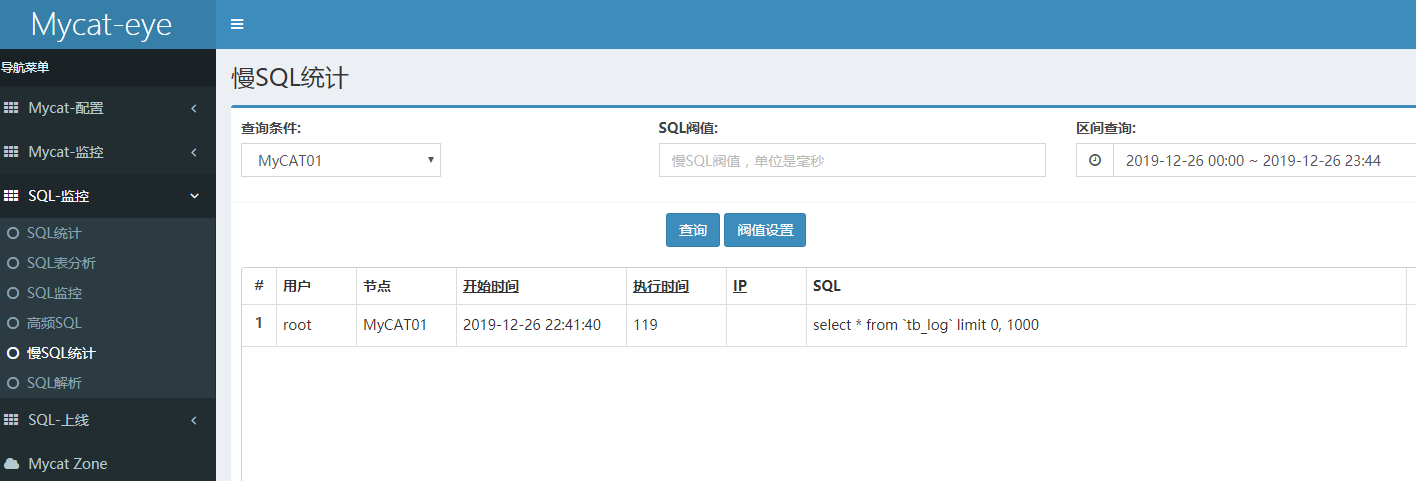 Mycat-eye
导航菜单
Mycat-配置
Mycat-监控
SQL-监控
SQL统计
SQL表分析
SQL监控
高频SQL
慢SQL统计
SQL解析
SQL-上线
Mycat Zone
慢SQL统计
查询条件: SQL阀值: 区间查询:
MyCAT01 慢SQL阀值，单位是毫秒 2019-12-26 00:00 ~ 2019-12-26 23:44
查询 阀值设置
# 用户 节点 开始时间 执行时间 IP SQL
1 root MyCAT01 2019-12-26 22:41:40 119 select * from `tb_log` limit 0, 1000